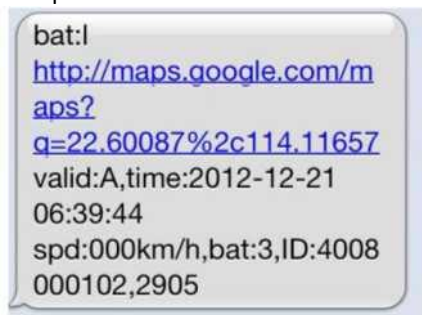 bat:l
http://maps.google.com/m
aps?
q=22.60087%2c114.11657
valid:A,time:2012-12-21
06:39:44
spd:000km/h,bat:3,ID:4008
000102,2905